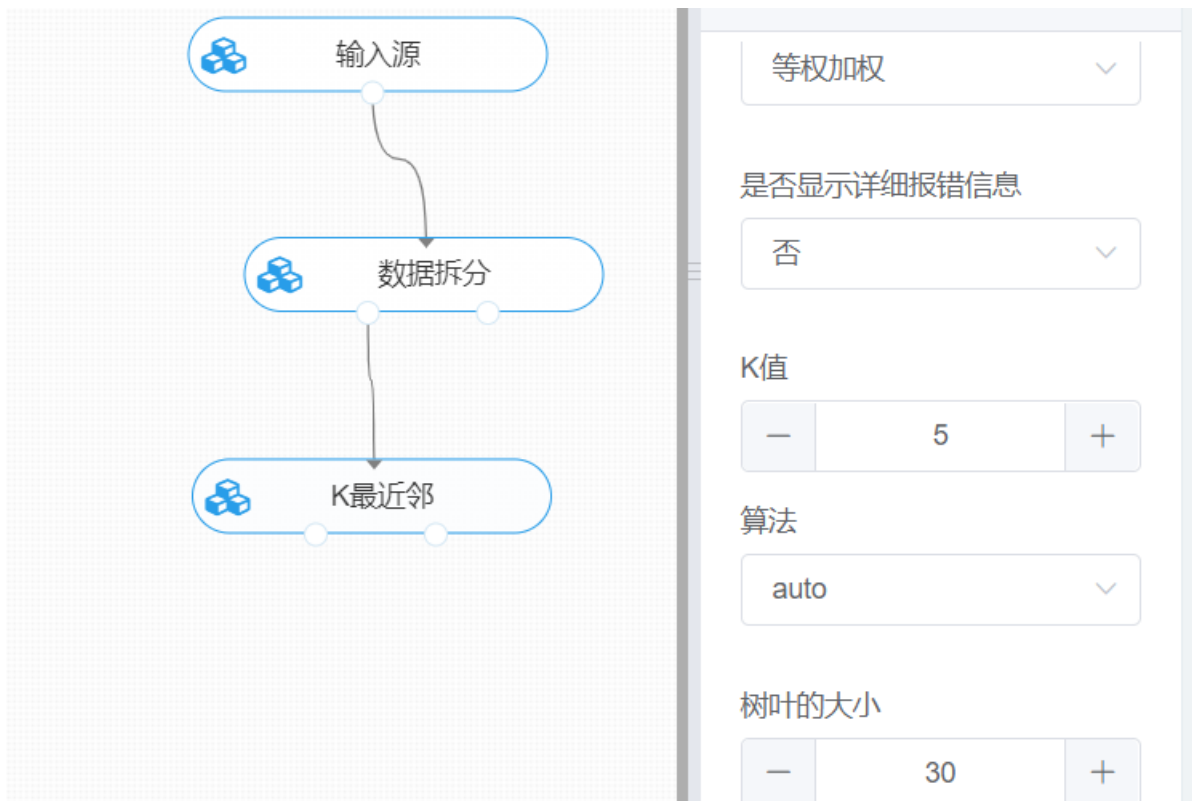 输入源
数据拆分
K最近邻
等权加权
是否显示详细报错信息
否
K值
5
算法
auto
树叶的大小
30